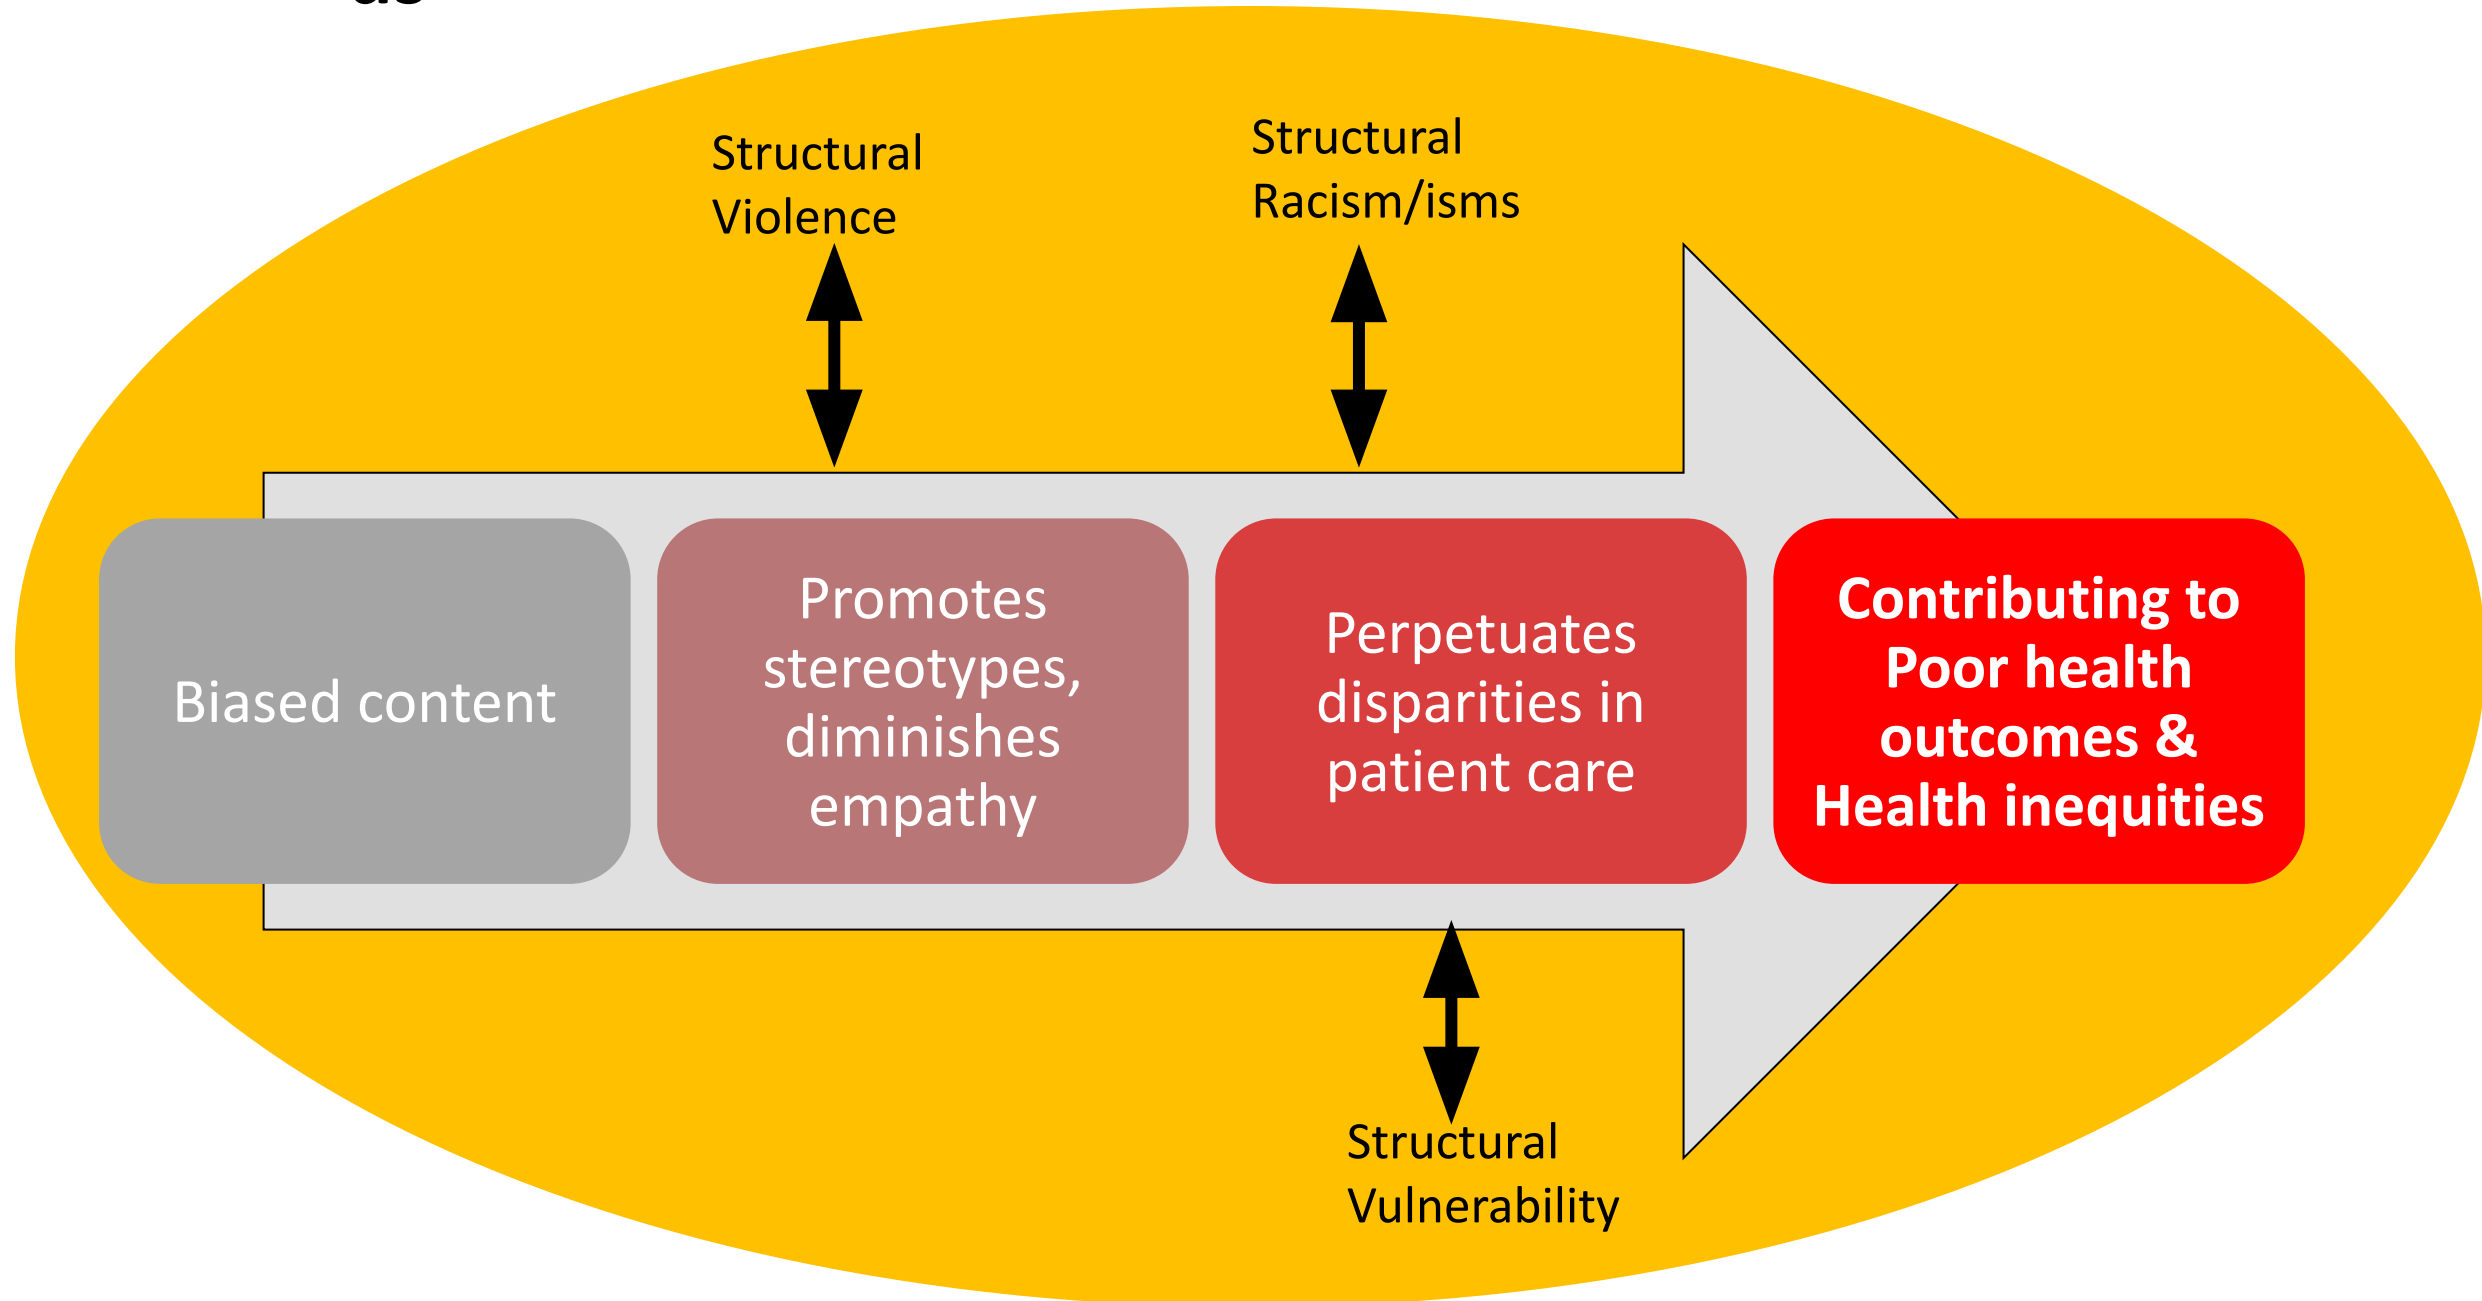 Structural
Violence
Structural
Racism/isms
Biased content
Promotes
stereotypes,
diminishes
empathy
Perpetuates
disparities in
patient care
Contributing to
Poor health
outcomes &
Health inequities
Structural
Vulnerability